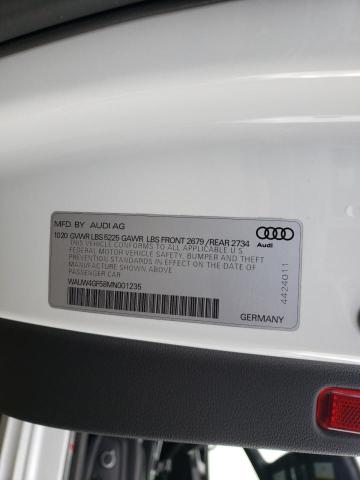 MFD. BY AUDI AG
10.20 GVWR LBS 5225 GAWR LBS FRONT 2679 /REAR 2734
THIS VEHICLE CONFORMS TO ALL APPLICABLE U.S.
FEDERAL MOTOR VEHICLE SAFETY, BUMPER AND THEFT
PREVENTION STANDARDS IN EFFECT ON THE DATE OF
MANUFACTURE SHOWN ABOVE.
PASSENGER CAR
WAUW4GF58MN001235
Audi
4424011
GERMANY